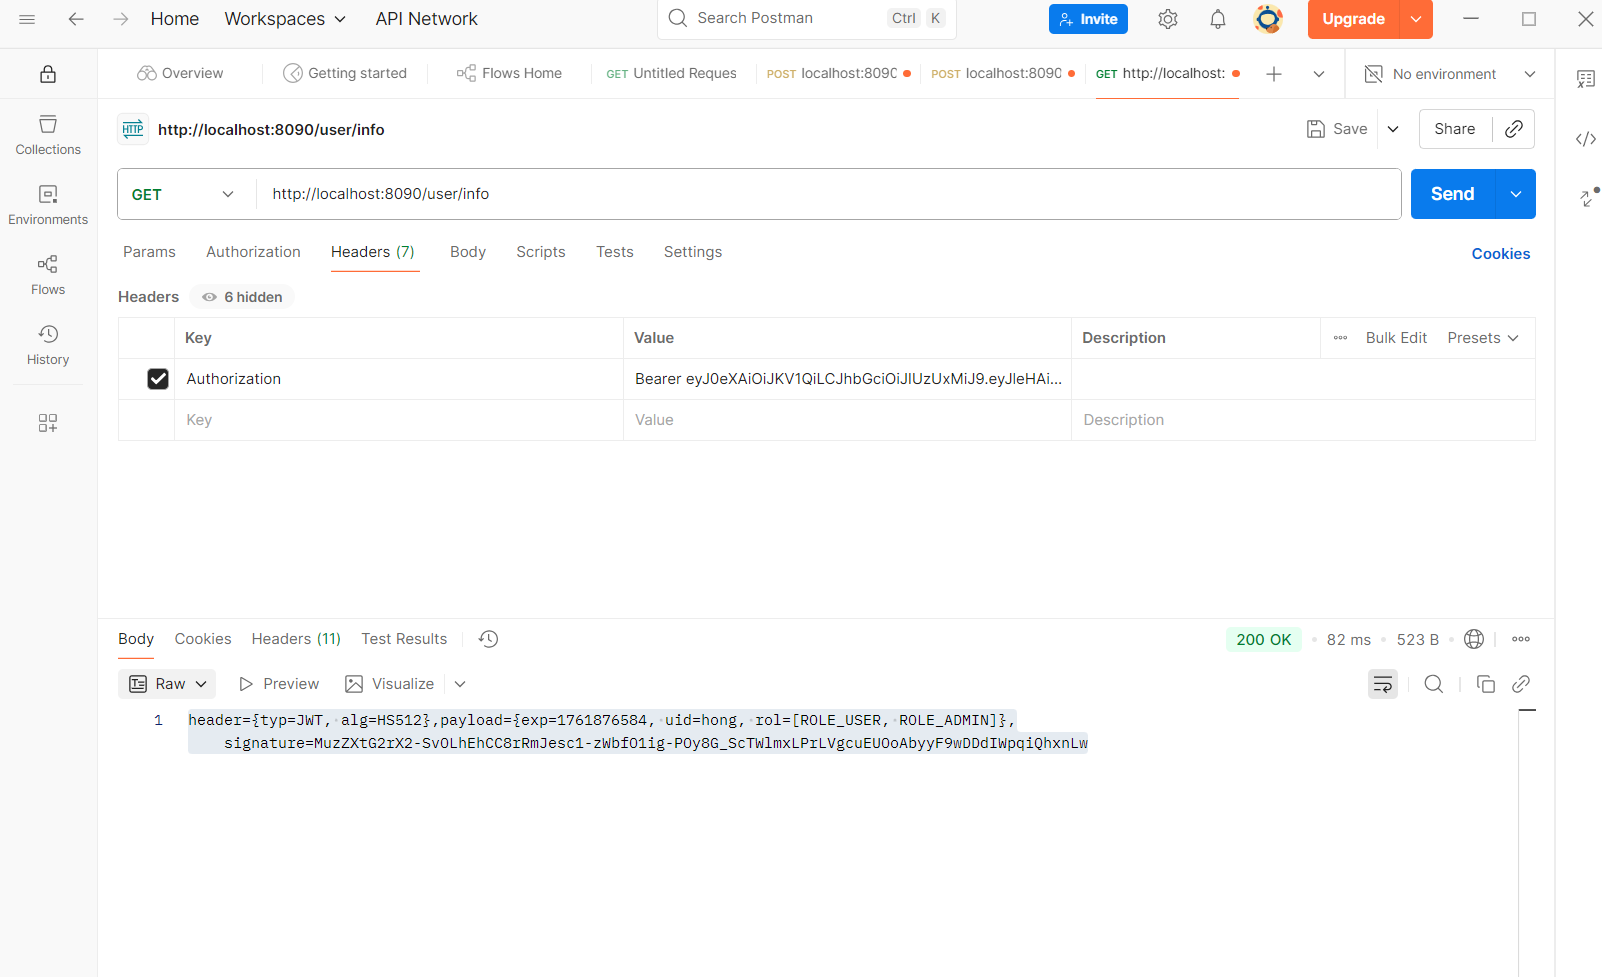 Home Workspaces API Network Search Postman Ctrl K Invite Upgrade
Overview Getting started Flows Home GET Untitled Reques POST localhost:8090 POST localhost:8090 GET http://localhost: No environment
HTTP http://localhost:8090/user/info Save Share
Collections
Environments
Flows
History
GET http://localhost:8090/user/info Send
Params Authorization Headers (7) Body Scripts Tests Settings Cookies
Headers 6 hidden
Key Value Description Bulk Edit Presets
Authorization Bearer eyJ0eXAiOiJKV1QiLCJhbGciOiJIUzUxMiJ9.eyJleHAi...
Key Value Description
Body Cookies Headers (11) Test Results 200 OK 82 ms 523 B
Raw Preview Visualize
1 header={typ=JWT, alg=HS512},payload={exp=1761876584, uid=hong, rol=[ROLE_USER, ROLE_ADMIN]},
signature=MuzZXtG2rX2-SvOLhEhCC8rRmJesc1-zWbfO1ig-POy8G_ScTWlmxLPrLVgcuEUOoAbyyF9wDDdIWpqiQhxnLw